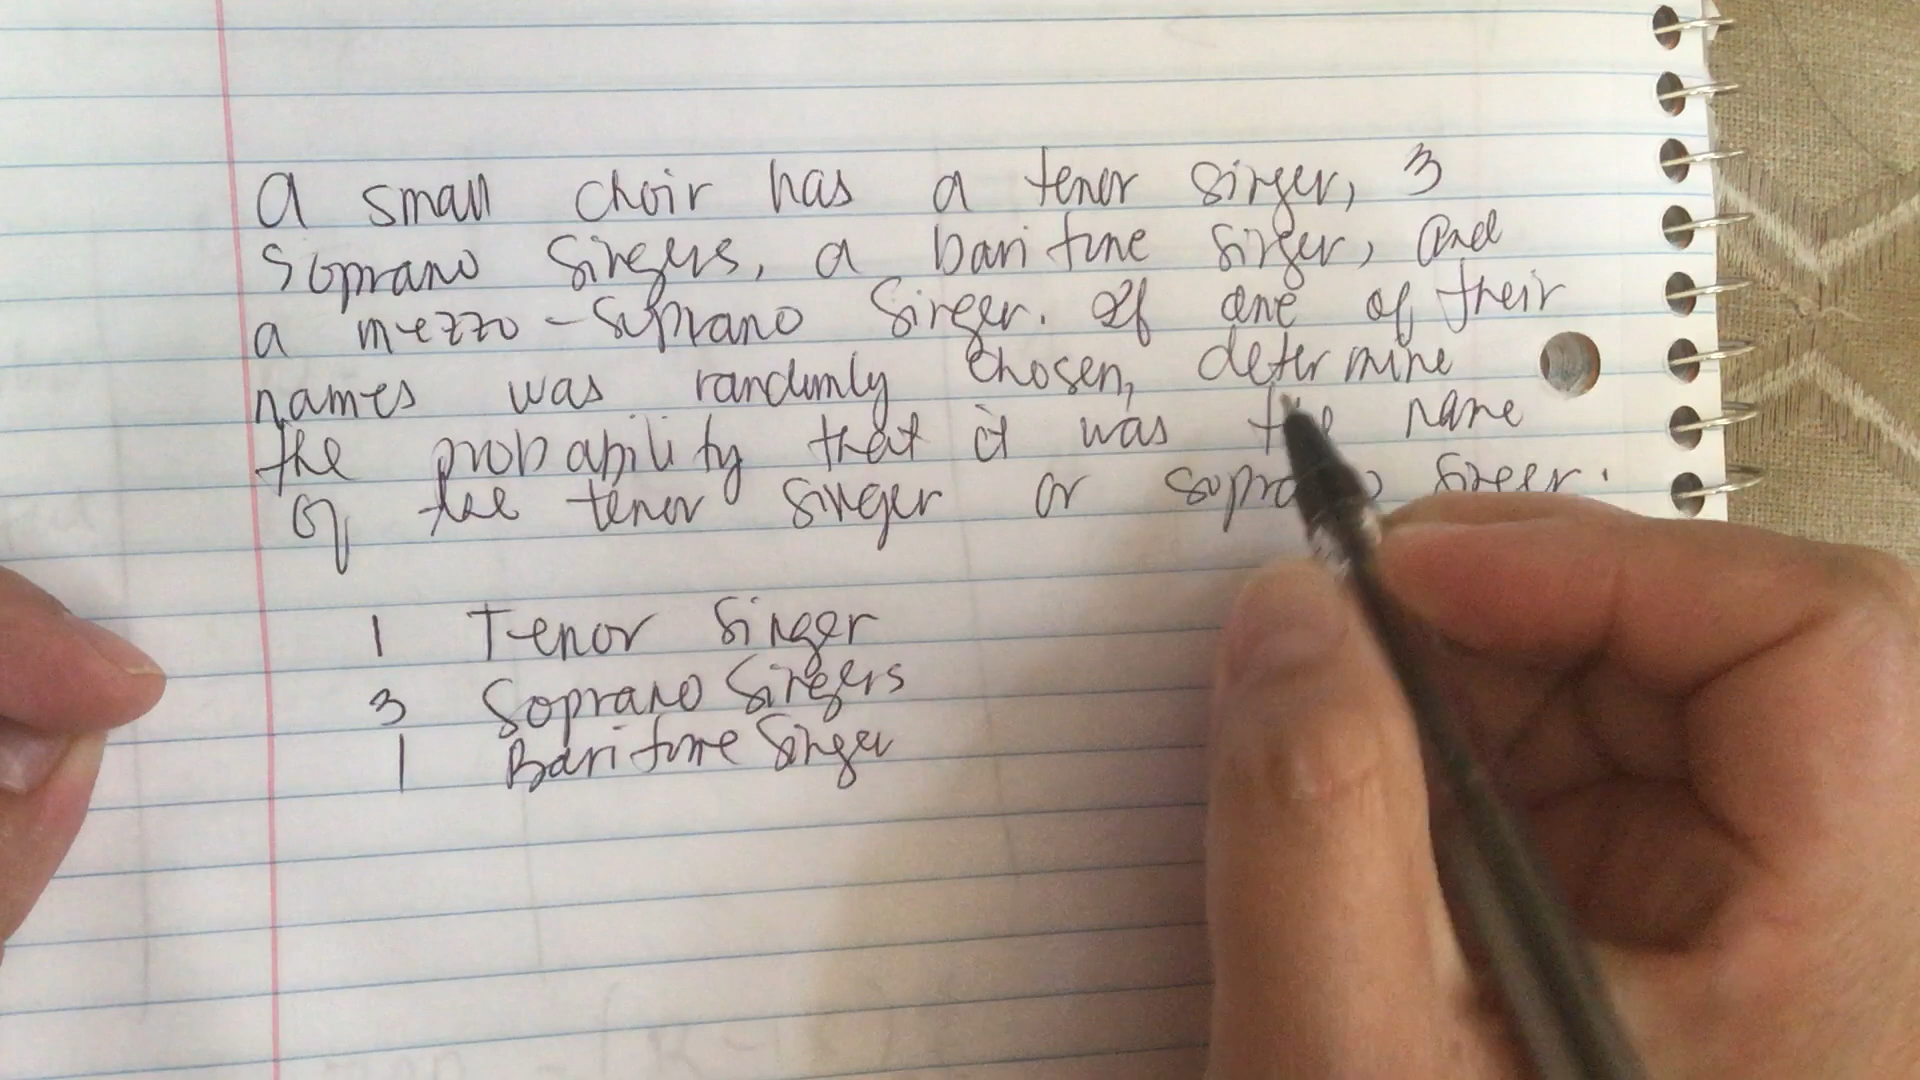 A small choir has a tenor singer, 3
soprano singers, a baritone singer, and
a mezzo-soprano singer. If one of their
names was randomly chosen, determine
the probability that it was the name
of the tenor singer or soprano singer.
1 Tenor Singer
3 Soprano Singers
1 Baritone Singer